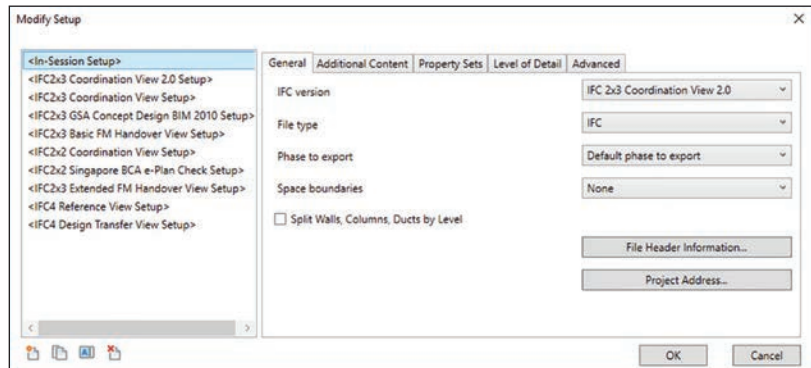 Modify Setup
<In-Session Setup>
<IFC2x3 Coordination View 2.0 Setup>
<IFC2x3 Coordination View Setup>
<IFC2x3 GSA Concept Design BIM 2010 Setup>
<IFC2x3 Basic FM Handover View Setup>
<IFC2x2 Coordination View Setup>
<IFC2x2 Singapore BCA e-Plan Check Setup>
<IFC2x3 Extended FM Handover View Setup>
<IFC4 Reference View Setup>
<IFC4 Design Transfer View Setup>
General Additional Content Property Sets Level of Detail Advanced
IFC version IFC 2x3 Coordination View 2.0
File type IFC
Phase to export Default phase to export
Space boundaries None
Split Walls, Columns, Ducts by Level
File Header Information...
Project Address...
OK Cancel